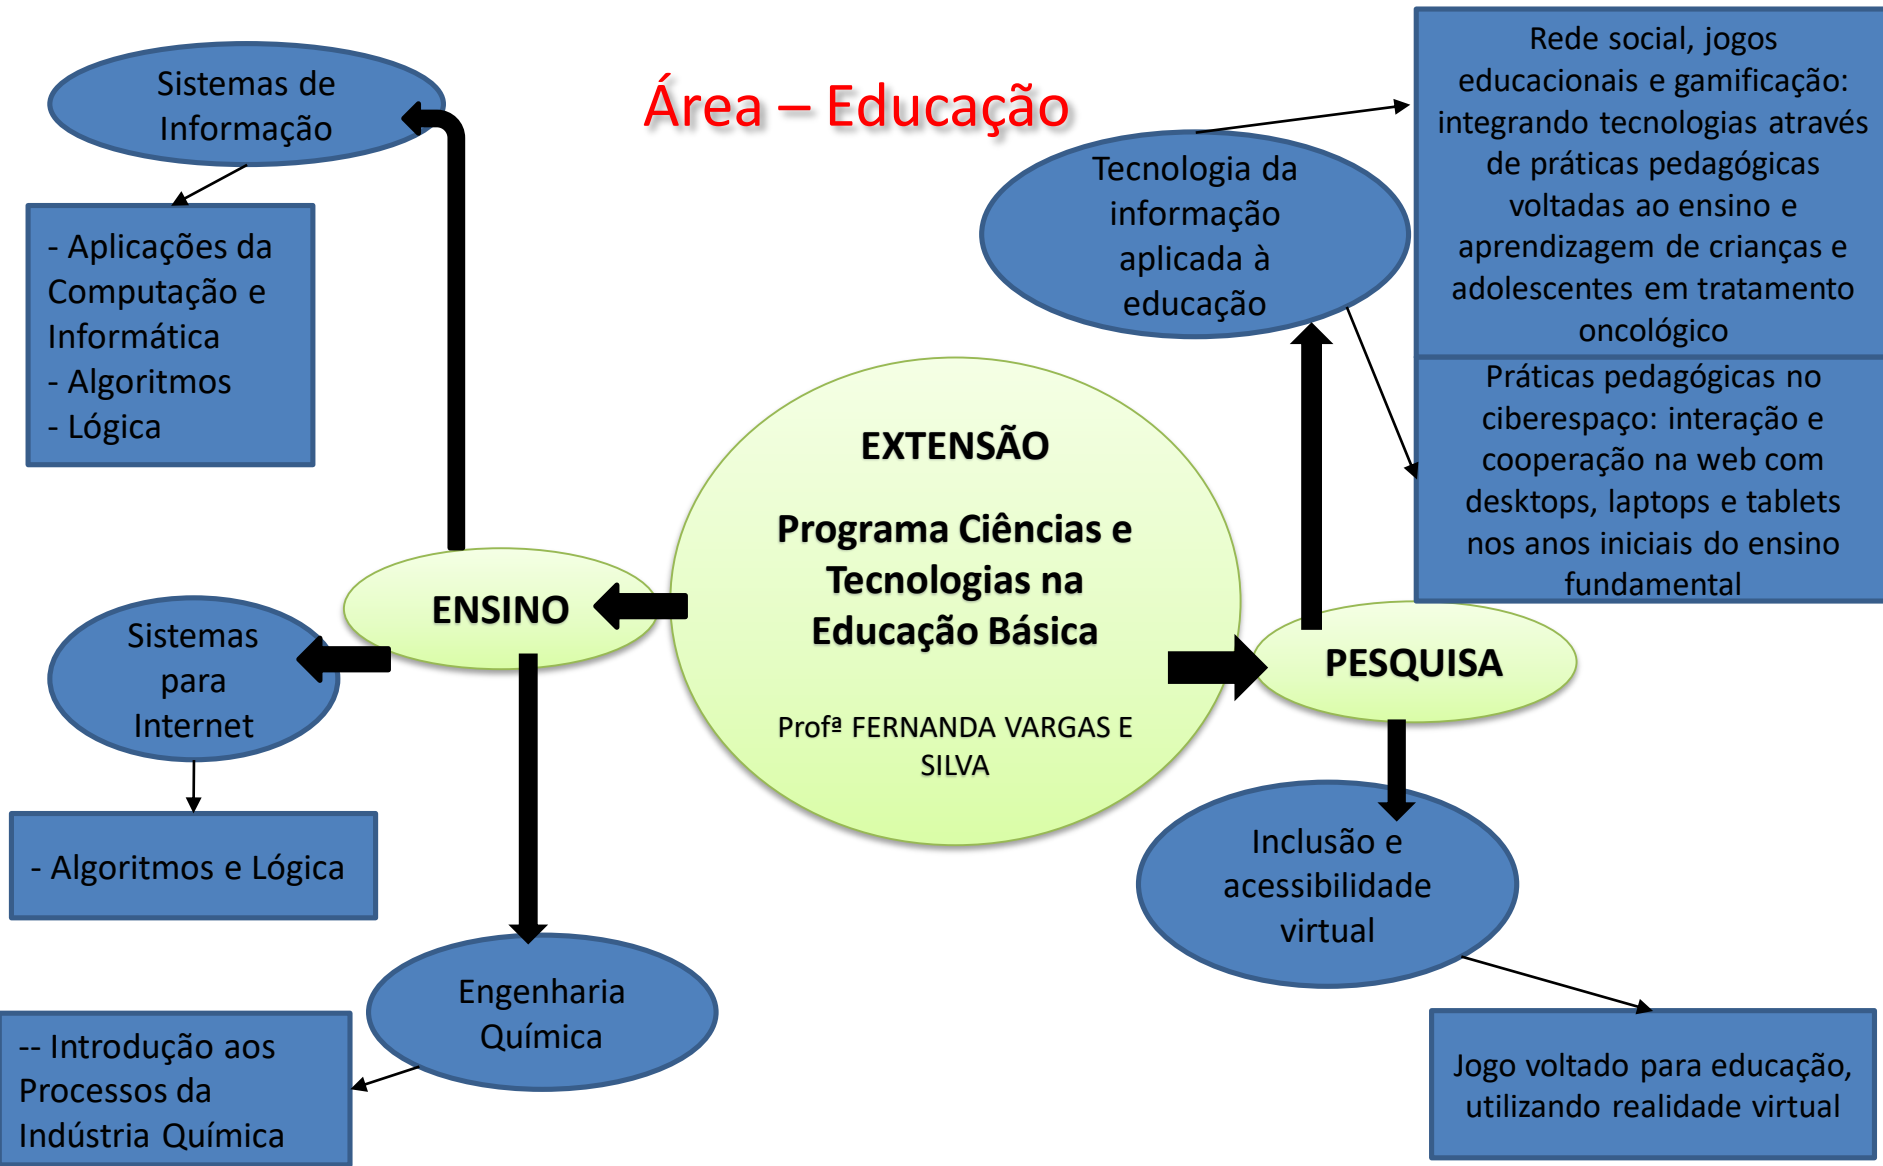 Área – Educação
Sistemas de
Informação
- Aplicações da
Computação e
Informática
- Algoritmos
- Lógica
ENSINO
Sistemas
para
Internet
- Algoritmos e Lógica
Engenharia
Química
-- Introdução aos
Processos da
Indústria Química
EXTENSÃO
Programa Ciências e
Tecnologias na
Educação Básica
Profª FERNANDA VARGAS E
SILVA
Tecnologia da
informação
aplicada à
educação
Rede social, jogos
educacionais e gamificação:
integrando tecnologias através
de práticas pedagógicas
voltadas ao ensino e
aprendizagem de crianças e
adolescentes em tratamento
oncológico
Práticas pedagógicas no
ciberespaço: interação e
cooperação na web com
desktops, laptops e tablets
nos anos iniciais do ensino
fundamental
PESQUISA
Inclusão e
acessibilidade
virtual
Jogo voltado para educação,
utilizando realidade virtual